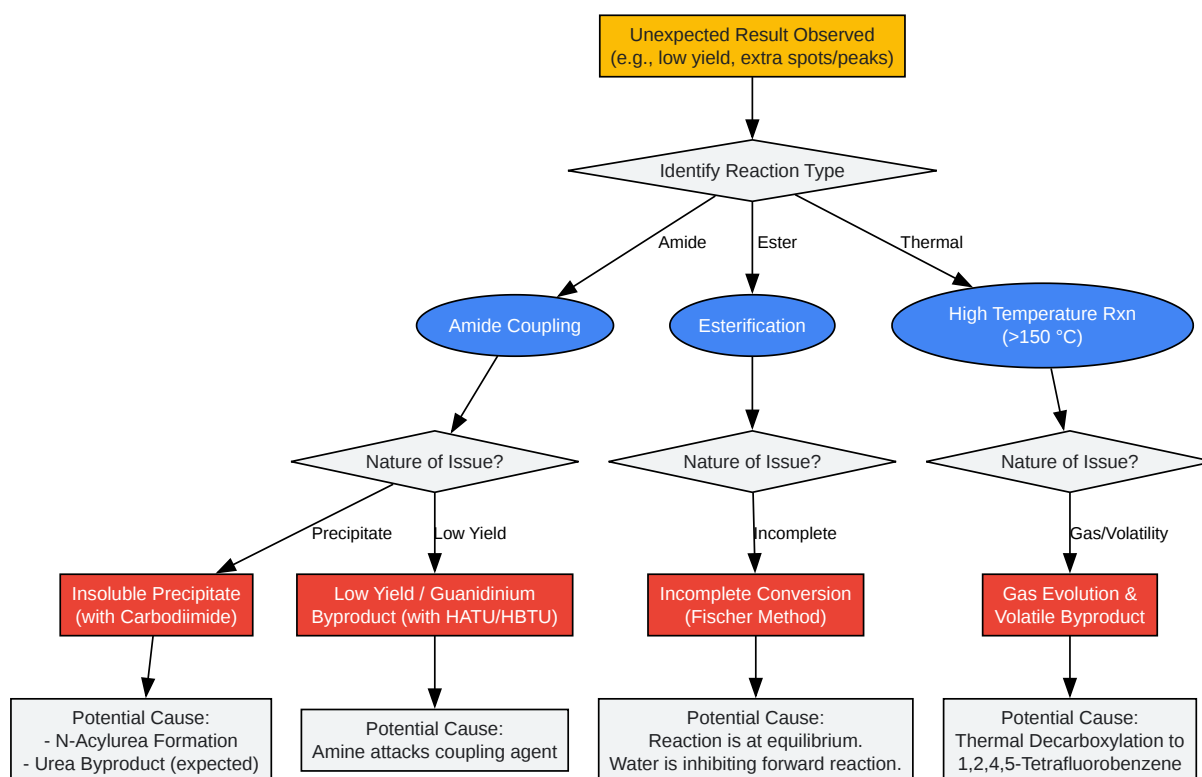 Unexpected Result Observed
(e.g., low yield, extra spots/peaks)
Identify Reaction Type
Amide
Ester
Thermal
Amide Coupling
Esterification
High Temperature Rxn
(>150 °C)
Nature of Issue?
Nature of Issue?
Nature of Issue?
Precipitate
Low Yield
Incomplete
Gas/Volatility
Insoluble Precipitate
(with Carbodiimide)
Low Yield / Guanidinium
Byproduct (with HATU/HBTU)
Incomplete Conversion
(Fischer Method)
Gas Evolution &
Volatile Byproduct
Potential Cause:
- N-Acylurea Formation
- Urea Byproduct (expected)
Potential Cause:
Amine attacks coupling agent
Potential Cause:
Reaction is at equilibrium.
Water is inhibiting forward reaction.
Potential Cause:
Thermal Decarboxylation to
1,2,4,5-Tetrafluorobenzene